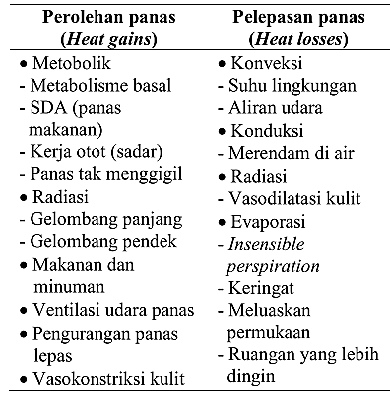 Perolehan panas
(Heat gains)
• Metobolik
- Metabolisme basal
- SDA (panas
makanan)
- Kerja otot (sadar)
- Panas tak menggigil
• Radiasi
- Gelombang panjang
- Gelombang pendek
• Makanan dan
minuman
• Ventilasi udara panas
• Pengurangan panas
lepas
• Vasokonstriksi kulit
Pelepasan panas
(Heat losses)
• Konveksi
- Suhu lingkungan
- Aliran udara
• Konduksi
- Merendam di air
• Radiasi
- Vasodilatasi kulit
• Evaporasi
- Insensible
perspiration
- Keringat
- Meluaskan
permukaan
- Ruangan yang lebih
dingin